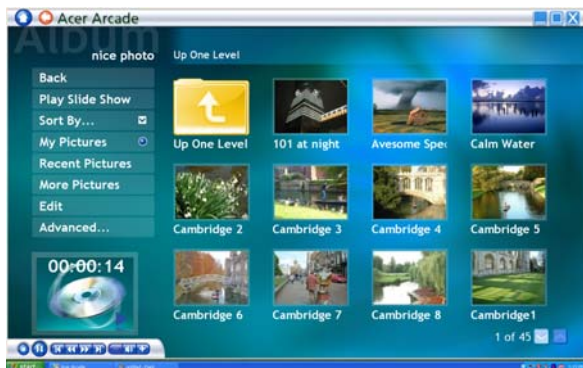 Acer Arcade
Album
nice photo
Up One Level
Back
Play Slide Show
Sort By...
My Pictures
Recent Pictures
More Pictures
Edit
Advanced...
00:00:14
Up One Level
101 at night
Avesome Spec
Calm Water
Cambridge 2
Cambridge 3
Cambridge 4
Cambridge 5
Cambridge 6
Cambridge 7
Cambridge 8
Cambridge1
1 of 45
start